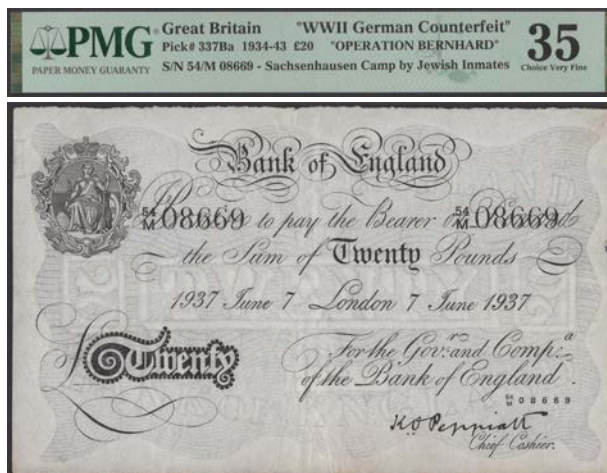 PMG
PAPER MONEY GUARANTY
Great Britain "WWII German Counterfeit"
Pick# 337Ba 1934-43 £20 "OPERATION BERNHARD"
S/N 54/M 08669 - Sachsenhausen Camp by Jewish Inmates
35
Choice Very Fine
Bank of England
54/M 08669 to pay the Bearer on 54/M 08669
the Sum of Twenty Pounds
1937 June 7 London 7 June 1937
For the Govr. and Compa.
£ Twenty
of the Bank of England.
54/M 08669
K.O. Peppiatt
Chief Cashier.